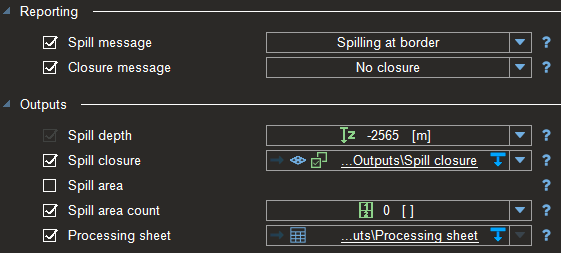 Reporting
Spill message Spilling at border ?
Closure message No closure ?
Outputs
Spill depth -2565 [m] ?
Spill closure ...Outputs\Spill closure ?
Spill area ?
Spill area count 0 [ ] ?
Processing sheet ...uts\Processing sheet ?